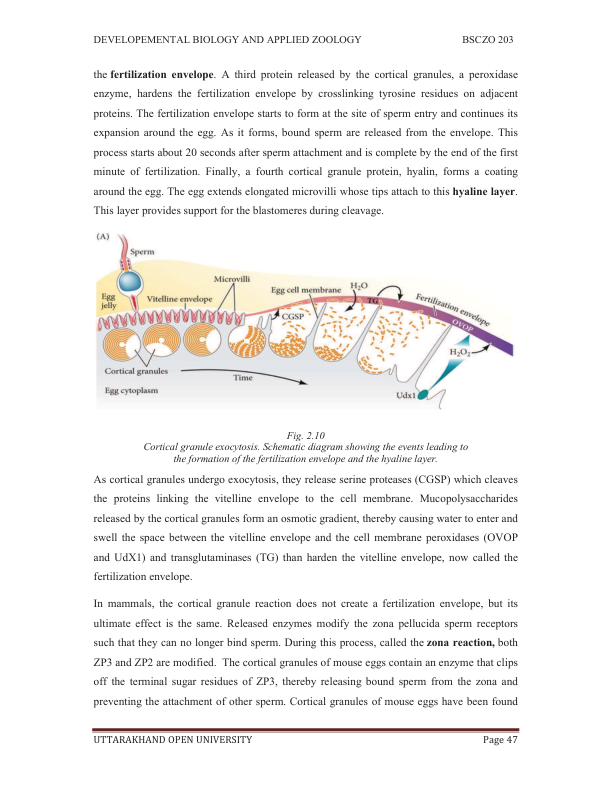 DEVELOPEMENTAL BIOLOGY AND APPLIED ZOOLOGY BSCZO 203
the fertilization envelope. A third protein released by the cortical granules, a peroxidase
enzyme, hardens the fertilization envelope by crosslinking tyrosine residues on adjacent
proteins. The fertilization envelope starts to form at the site of sperm entry and continues its
expansion around the egg. As it forms, bound sperm are released from the envelope. This
process starts about 20 seconds after sperm attachment and is complete by the end of the first
minute of fertilization. Finally, a fourth cortical granule protein, hyalin, forms a coating
around the egg. The egg extends elongated microvilli whose tips attach to this hyaline layer.
This layer provides support for the blastomeres during cleavage.
(A)
Sperm
Microvilli
Egg cell membrane
H2O
Egg
jelly
Vitelline envelope
TG
Fertilization envelope
CGSP
OVOP
H2O2
Cortical granules
Time
Egg cytoplasm
Udx1
Fig. 2.10
Cortical granule exocytosis. Schematic diagram showing the events leading to
the formation of the fertilization envelope and the hyaline layer.
As cortical granules undergo exocytosis, they release serine proteases (CGSP) which cleaves
the proteins linking the vitelline envelope to the cell membrane. Mucopolysaccharides
released by the cortical granules form an osmotic gradient, thereby causing water to enter and
swell the space between the vitelline envelope and the cell membrane peroxidases (OVOP
and UdX1) and transglutaminases (TG) than harden the vitelline envelope, now called the
fertilization envelope.
In mammals, the cortical granule reaction does not create a fertilization envelope, but its
ultimate effect is the same. Released enzymes modify the zona pellucida sperm receptors
such that they can no longer bind sperm. During this process, called the zona reaction, both
ZP3 and ZP2 are modified. The cortical granules of mouse eggs contain an enzyme that clips
off the terminal sugar residues of ZP3, thereby releasing bound sperm from the zona and
preventing the attachment of other sperm. Cortical granules of mouse eggs have been found
UTTARAKHAND OPEN UNIVERSITY Page 47